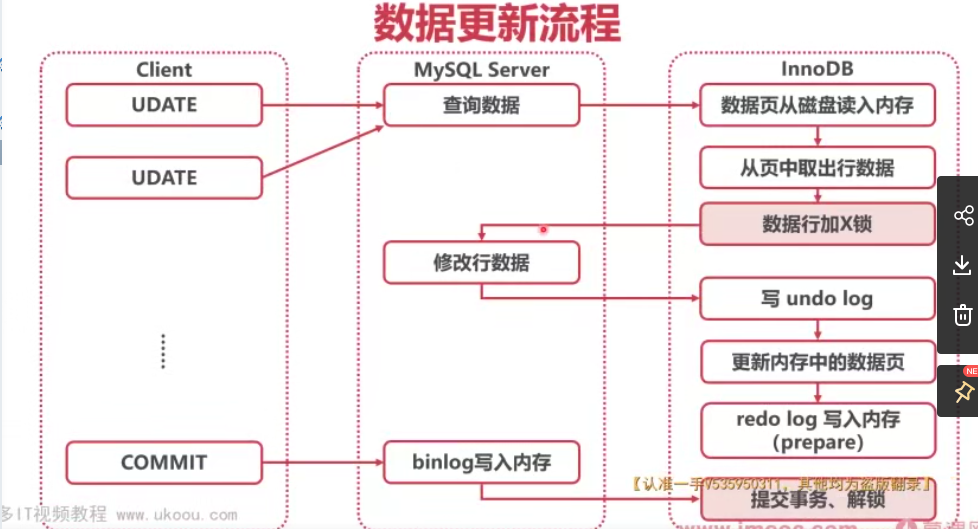 数据更新流程
Client
MySQL Server
InnoDB
UDATE
查询数据
数据页从磁盘读入内存
UDATE
从页中取出行数据
数据行加X锁
修改行数据
写 undo log
更新内存中的数据页
redo log 写入内存
(prepare)
COMMIT
binlog写入内存
【认准一手V535950311，其他均为盗版翻录】
提交事务、解锁
多IT视频教程 www.ukoou.com
www.imooc.com
NE